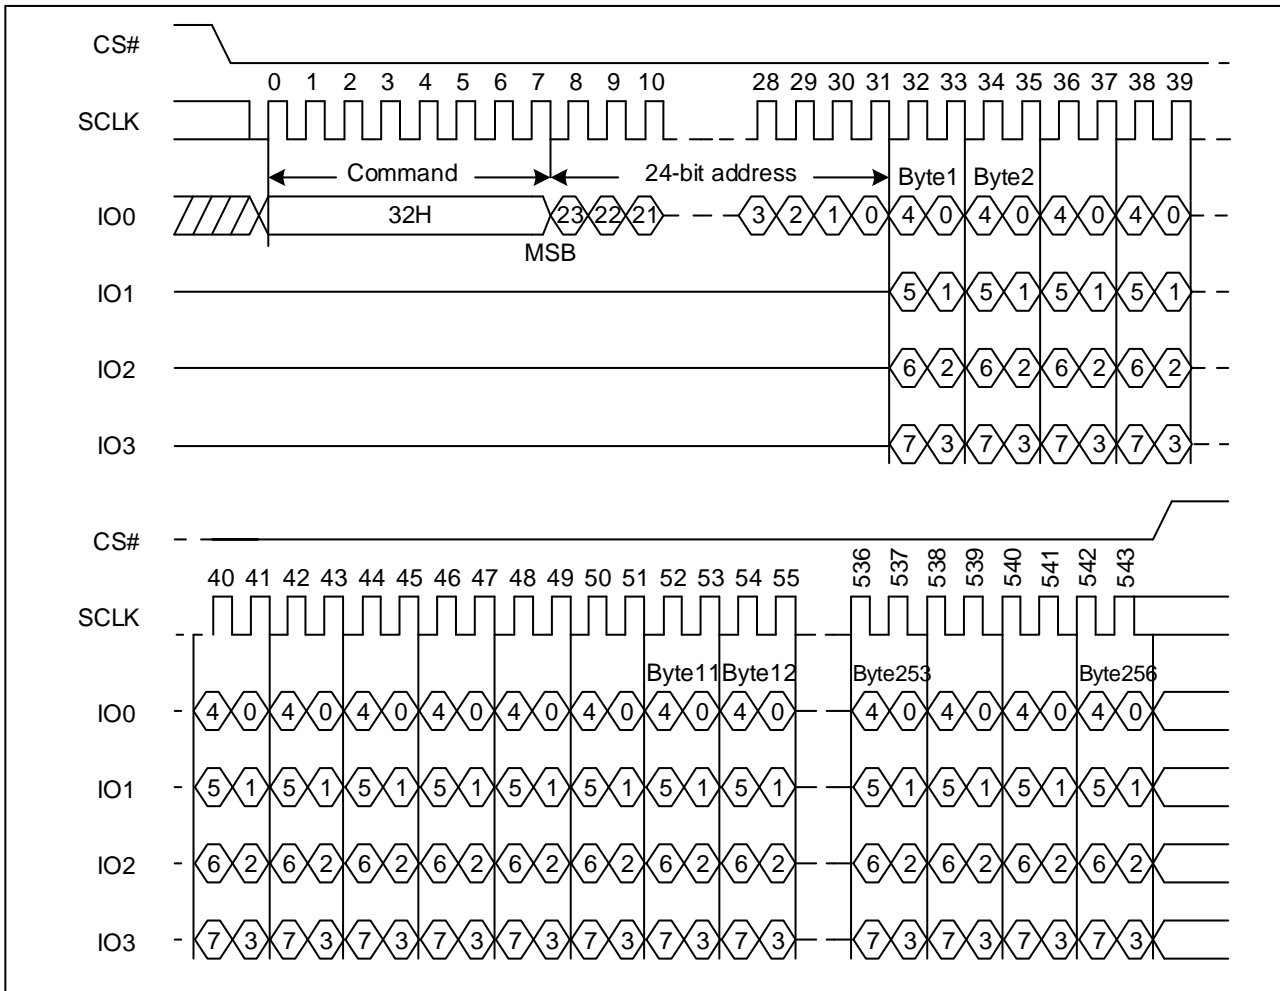 CS#
0 1 2 3 4 5 6 7 8 9 10 28 29 30 31 32 33 34 35 36 37 38 39
SCLK
Command 24-bit address Byte1 Byte2
IO0 32H 23 22 21 3 2 1 0 4 0 4 0 4 0 4 0
MSB
IO1 5 1 5 1 5 1 5 1
IO2 6 2 6 2 6 2 6 2
IO3 7 3 7 3 7 3 7 3
CS#
40 41 42 43 44 45 46 47 48 49 50 51 52 53 54 55 536 537 538 539 540 541 542 543
SCLK
Byte11 Byte12 Byte253 Byte256
IO0 4 0 4 0 4 0 4 0 4 0 4 0 4 0 4 0 4 0 4 0 4 0 4 0
IO1 5 1 5 1 5 1 5 1 5 1 5 1 5 1 5 1 5 1 5 1 5 1 5 1
IO2 6 2 6 2 6 2 6 2 6 2 6 2 6 2 6 2 6 2 6 2 6 2 6 2
IO3 7 3 7 3 7 3 7 3 7 3 7 3 7 3 7 3 7 3 7 3 7 3 7 3